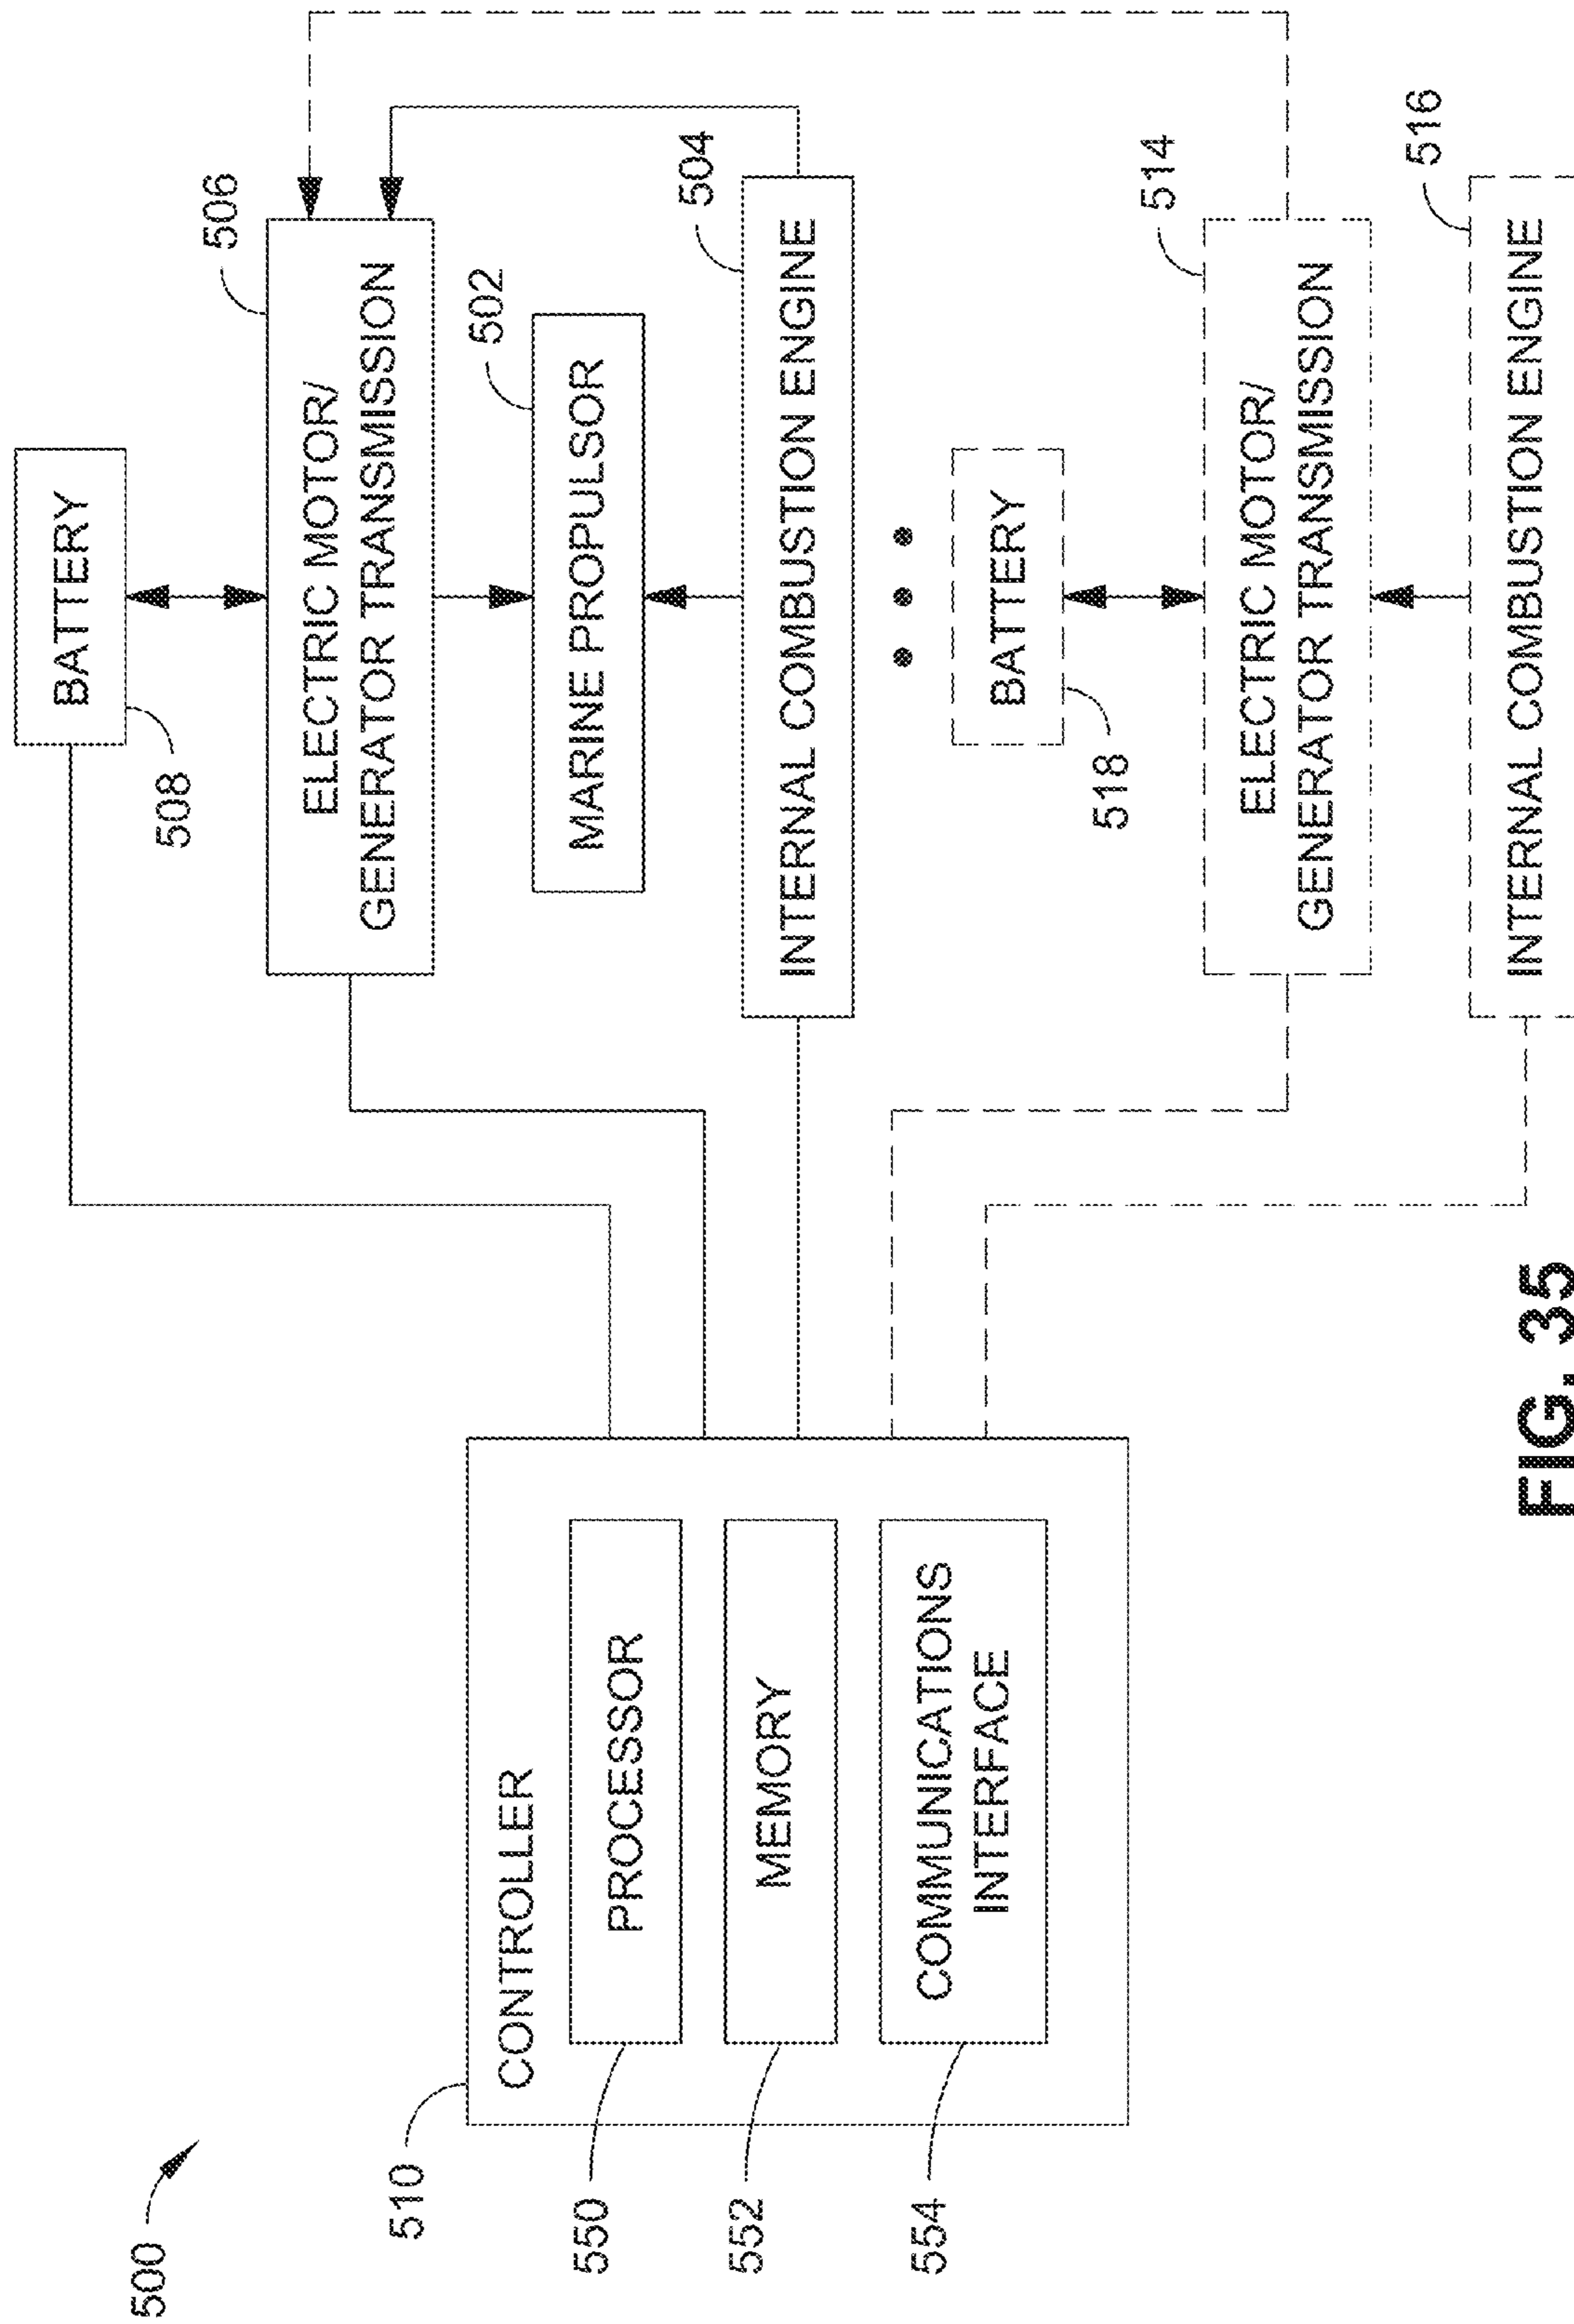 500
510
CONTROLLER
550
PROCESSOR
552
MEMORY
554
COMMUNICATIONS
INTERFACE
508
BATTERY
506
ELECTRIC MOTOR/
GENERATOR TRANSMISSION
502
MARINE PROPULSOR
504
INTERNAL COMBUSTION ENGINE
518
BATTERY
514
ELECTRIC MOTOR/
GENERATOR TRANSMISSION
516
INTERNAL COMBUSTION ENGINE
FIG. 35